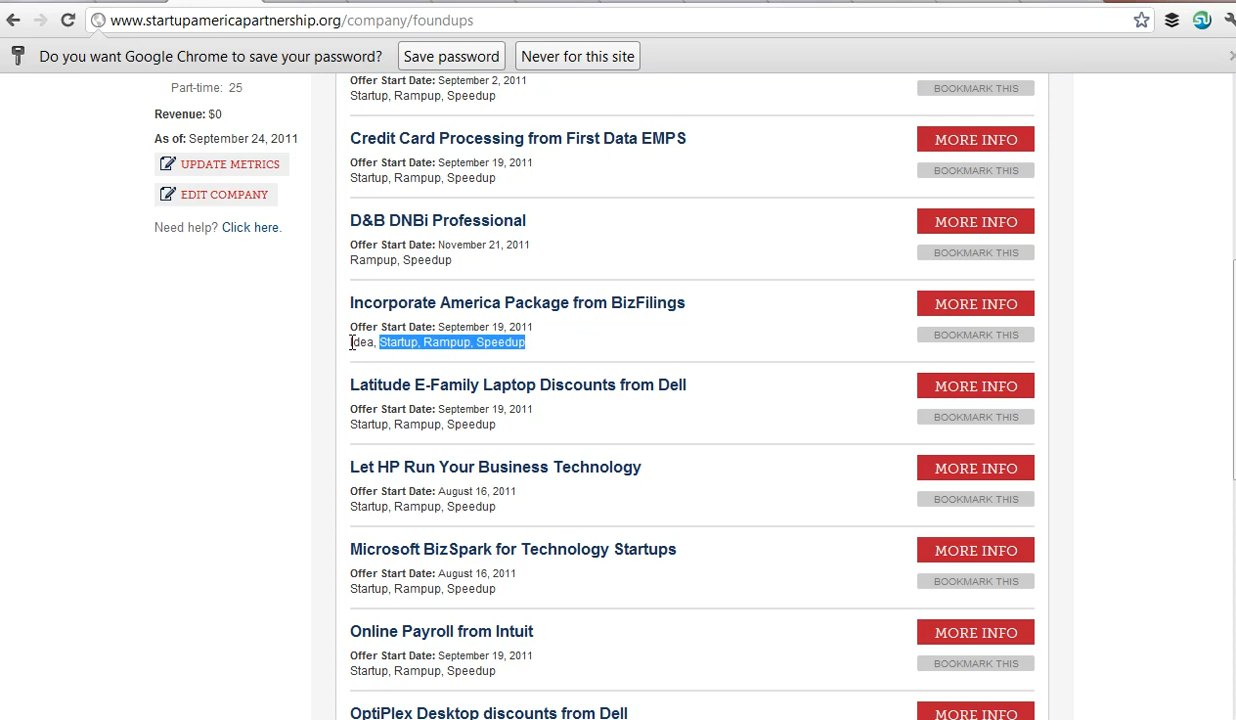 www.startupamericapartnership.org/company/foundups
Do you want Google Chrome to save your password? Save password Never for this site
Part-time: 25
Revenue: $0
As of: September 24, 2011
UPDATE METRICS
EDIT COMPANY
Need help? Click here.
Offer Start Date: September 2, 2011
BOOKMARK THIS
Startup, Rampup, Speedup
Credit Card Processing from First Data EMPS
MORE INFO
Offer Start Date: September 19, 2011
BOOKMARK THIS
Startup, Rampup, Speedup
D&B DNBi Professional
MORE INFO
Offer Start Date: November 21, 2011
BOOKMARK THIS
Rampup, Speedup
Incorporate America Package from BizFilings
MORE INFO
Offer Start Date: September 19, 2011
BOOKMARK THIS
Idea, Startup, Rampup, Speedup
Latitude E-Family Laptop Discounts from Dell
MORE INFO
Offer Start Date: September 19, 2011
BOOKMARK THIS
Startup, Rampup, Speedup
Let HP Run Your Business Technology
MORE INFO
Offer Start Date: August 16, 2011
BOOKMARK THIS
Startup, Rampup, Speedup
Microsoft BizSpark for Technology Startups
MORE INFO
Offer Start Date: August 16, 2011
BOOKMARK THIS
Startup, Rampup, Speedup
Online Payroll from Intuit
MORE INFO
Offer Start Date: September 19, 2011
BOOKMARK THIS
Startup, Rampup, Speedup
OptiPlex Desktop discounts from Dell
MORE INFO